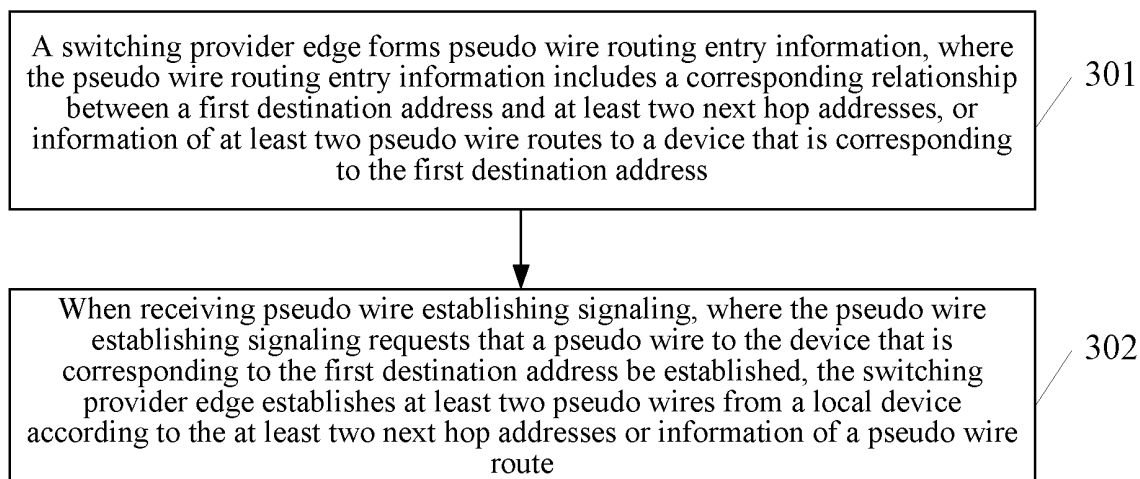 A switching provider edge forms pseudo wire routing entry information, where
the pseudo wire routing entry information includes a corresponding relationship
between a first destination address and at least two next hop addresses, or
information of at least two pseudo wire routes to a device that is corresponding
to the first destination address
301
When receiving pseudo wire establishing signaling, where the pseudo wire
establishing signaling requests that a pseudo wire to the device that is
corresponding to the first destination address be established, the switching
provider edge establishes at least two pseudo wires from a local device
according to the at least two next hop addresses or information of a pseudo wire
route
302